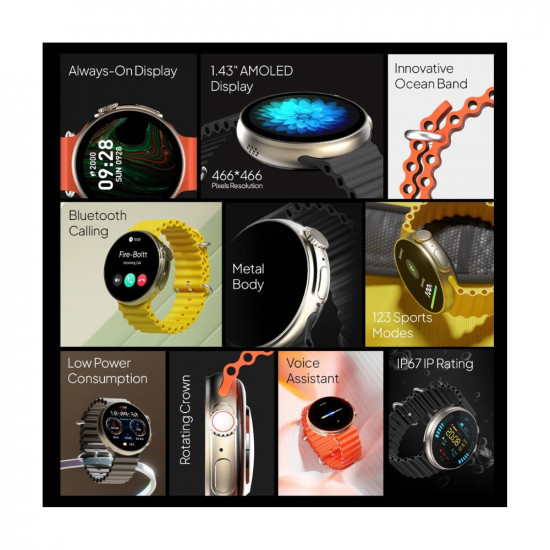 Always-On Display
2000
09:28
SUN 0928
1.43" AMOLED
Display
466*466
Pixels Resolution
Innovative
Ocean Band
Bluetooth
Calling
Fire-Boltt
Incoming Call
Metal
Body
123 Sports
Modes
Low Power
Consumption
Rotating Crown
Voice
Assistant
IP67 IP Rating